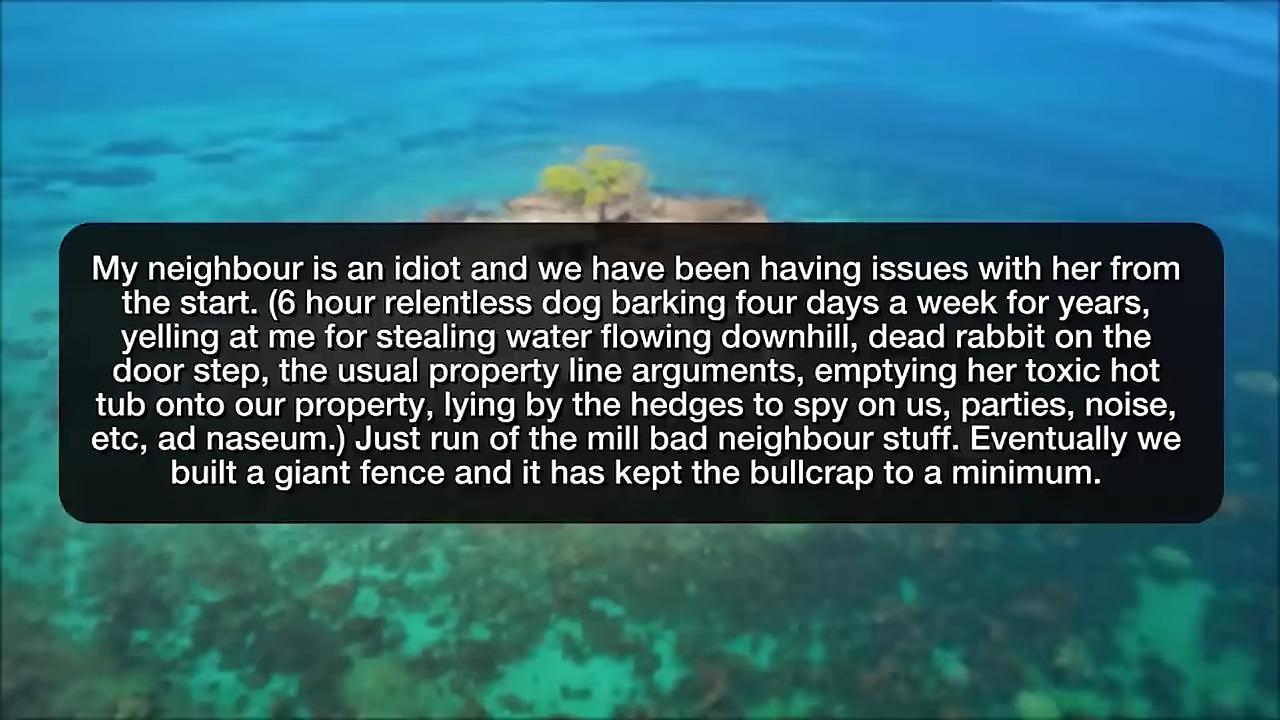 My neighbour is an idiot and we have been having issues with her from
the start. (6 hour relentless dog barking four days a week for years,
yelling at me for stealing water flowing downhill, dead rabbit on the
door step, the usual property line arguments, emptying her toxic hot
tub onto our property, lying by the hedges to spy on us, parties, noise,
etc, ad naseum.) Just run of the mill bad neighbour stuff. Eventually we
built a giant fence and it has kept the bullcrap to a minimum.